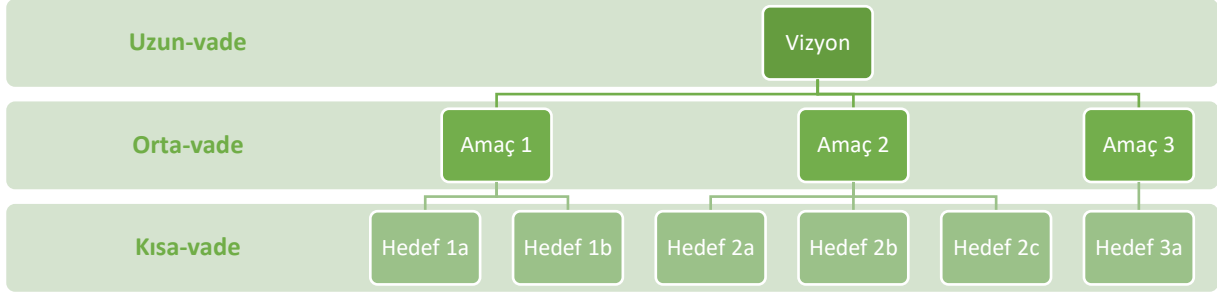 Uzun-vade
Vizyon
Orta-vade
Amaç 1
Amaç 2
Amaç 3
Kısa-vade
Hedef 1a
Hedef 1b
Hedef 2a
Hedef 2b
Hedef 2c
Hedef 3a